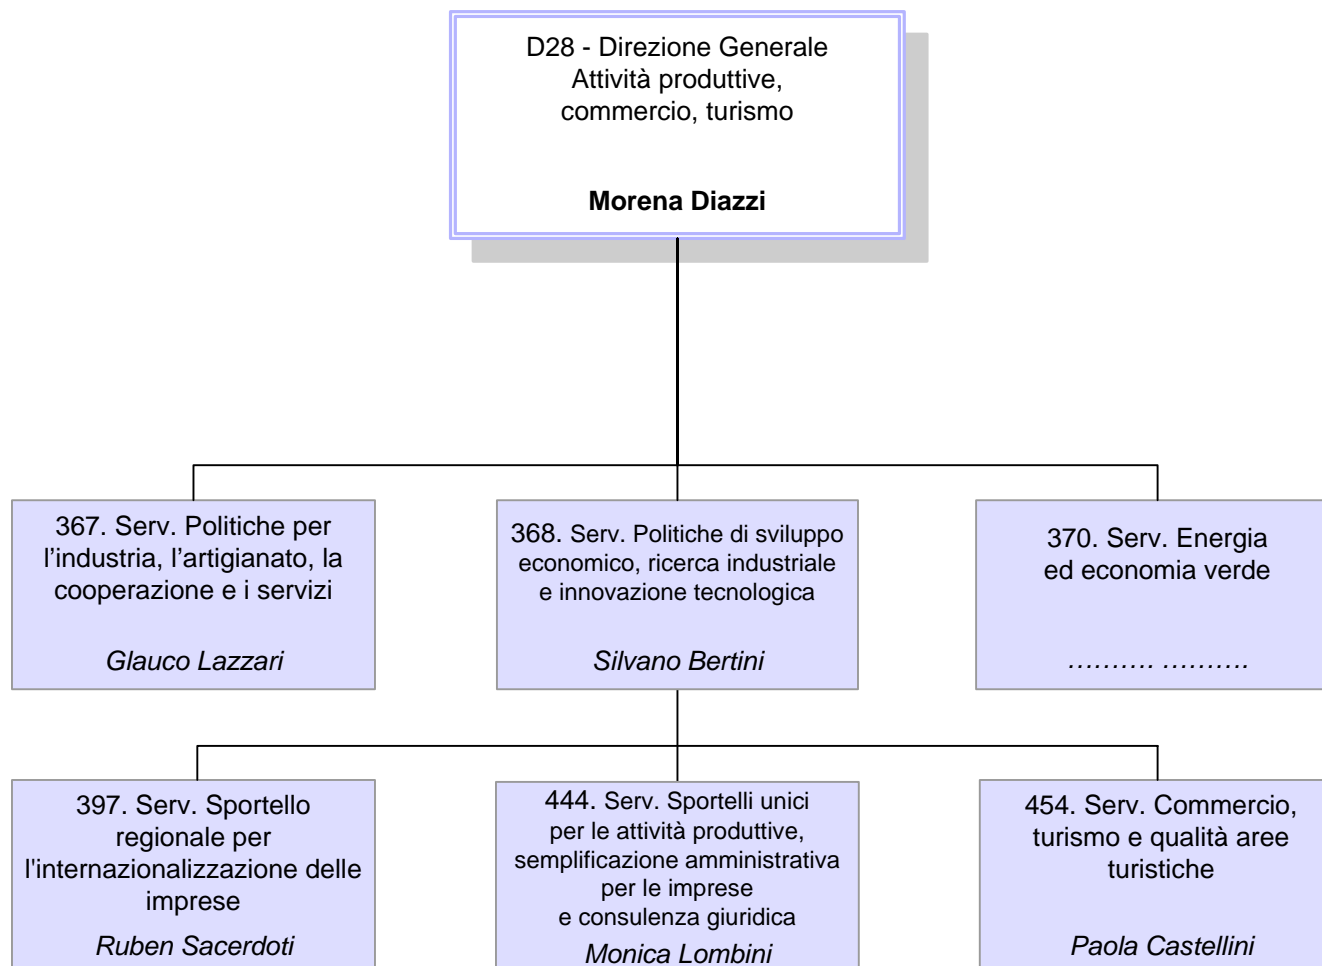 D28 - Direzione Generale
Attività produttive,
commercio, turismo
Morena Diazzi
367. Serv. Politiche per
l’industria, l’artigianato, la
cooperazione e i servizi
Glauco Lazzari
368. Serv. Politiche di sviluppo
economico, ricerca industriale
e innovazione tecnologica
Silvano Bertini
370. Serv. Energia
ed economia verde
………. ……….
397. Serv. Sportello
regionale per
l'internazionalizzazione delle
imprese
Ruben Sacerdoti
444. Serv. Sportelli unici
per le attività produttive,
semplificazione amministrativa
per le imprese
e consulenza giuridica
Monica Lombini
454. Serv. Commercio,
turismo e qualità aree
turistiche
Paola Castellini